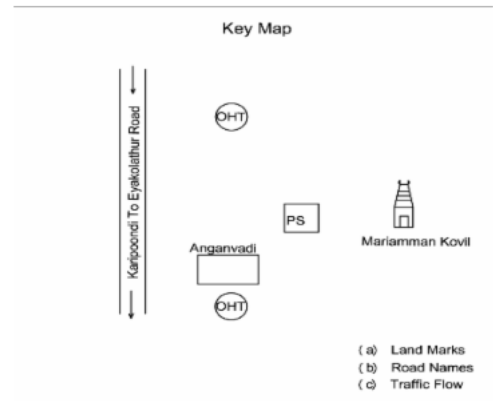 Key Map
OHT
Karipoondi To Eyakolathur Road
PS
Mariamman Kovil
Anganvadi
OHT
(a) Land Marks
(b) Road Names
(c) Traffic Flow